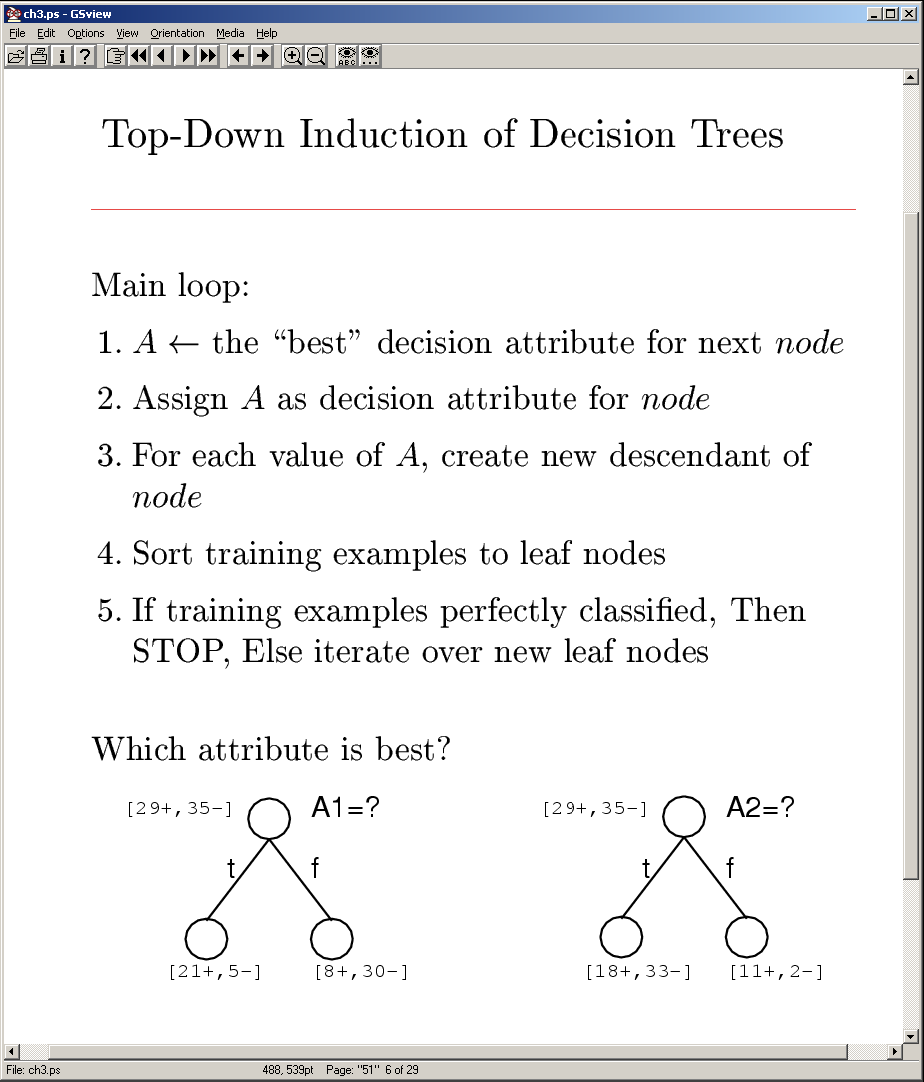 ch3.ps - GSview
File Edit Options View Orientation Media Help
Top-Down Induction of Decision Trees
Main loop:
1. A ← the “best” decision attribute for next node
2. Assign A as decision attribute for node
3. For each value of A, create new descendant of
node
4. Sort training examples to leaf nodes
5. If training examples perfectly classified, Then
STOP, Else iterate over new leaf nodes
Which attribute is best?
[29+,35−] A1=? [29+,35−] A2=?
t f t f
[21+,5−] [8+,30−] [18+,33−] [11+,2−]
File: ch3.ps 488, 539pt Page: "51" 6 of 29